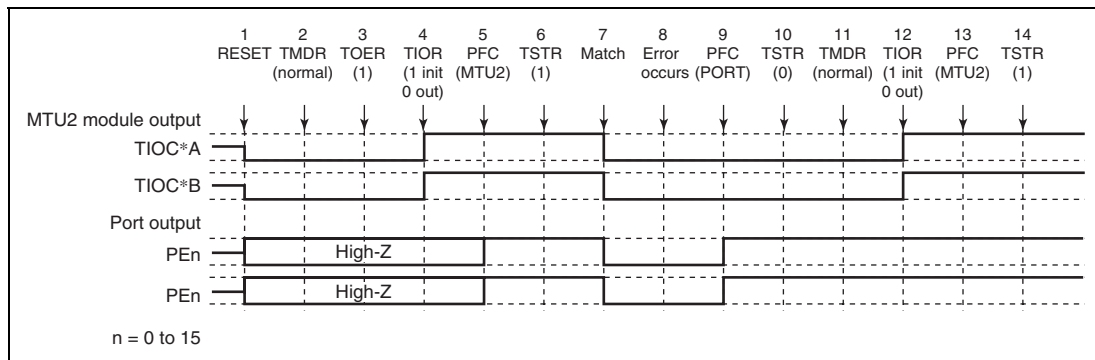 1 2 3 4 5 6 7 8 9 10 11 12 13 14
RESET TMDR TOER TIOR PFC TSTR Match Error PFC TSTR TMDR TIOR PFC TSTR
(normal) (1) (1 init (MTU2) (1) occurs (PORT) (0) (normal) (1 init (MTU2) (1)
0 out) 0 out)
MTU2 module output
TIOC*A
TIOC*B
Port output
PEn High-Z
PEn High-Z
n = 0 to 15